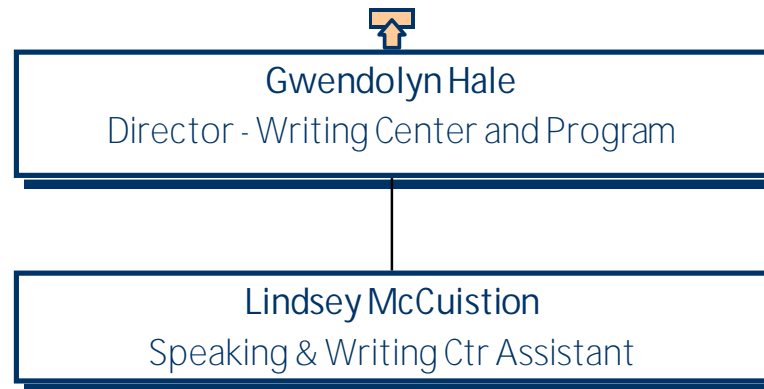 Gwendolyn Hale
Director - Writing Center and Program
Lindsey McCuistion
Speaking & Writing Ctr Assistant